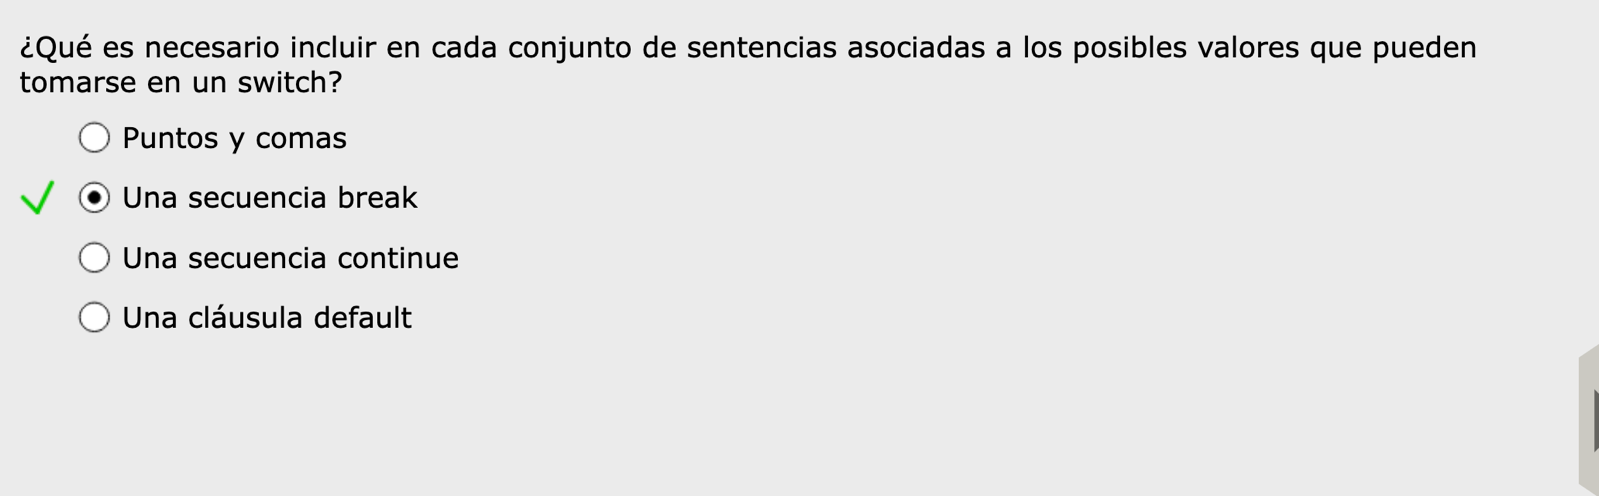 ¿Qué es necesario incluir en cada conjunto de sentencias asociadas a los posibles valores que pueden
tomarse en un switch?
Puntos y comas
Una secuencia break
Una secuencia continue
Una cláusula default